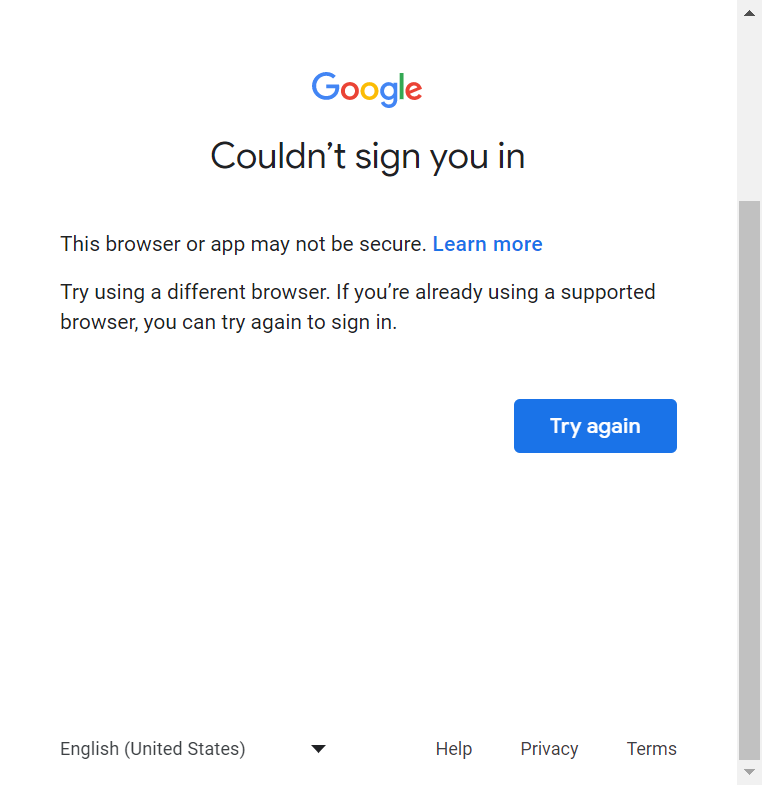 Google
Couldn’t sign you in
This browser or app may not be secure. Learn more
Try using a different browser. If you’re already using a supported
browser, you can try again to sign in.
Try again
English (United States) Help Privacy Terms